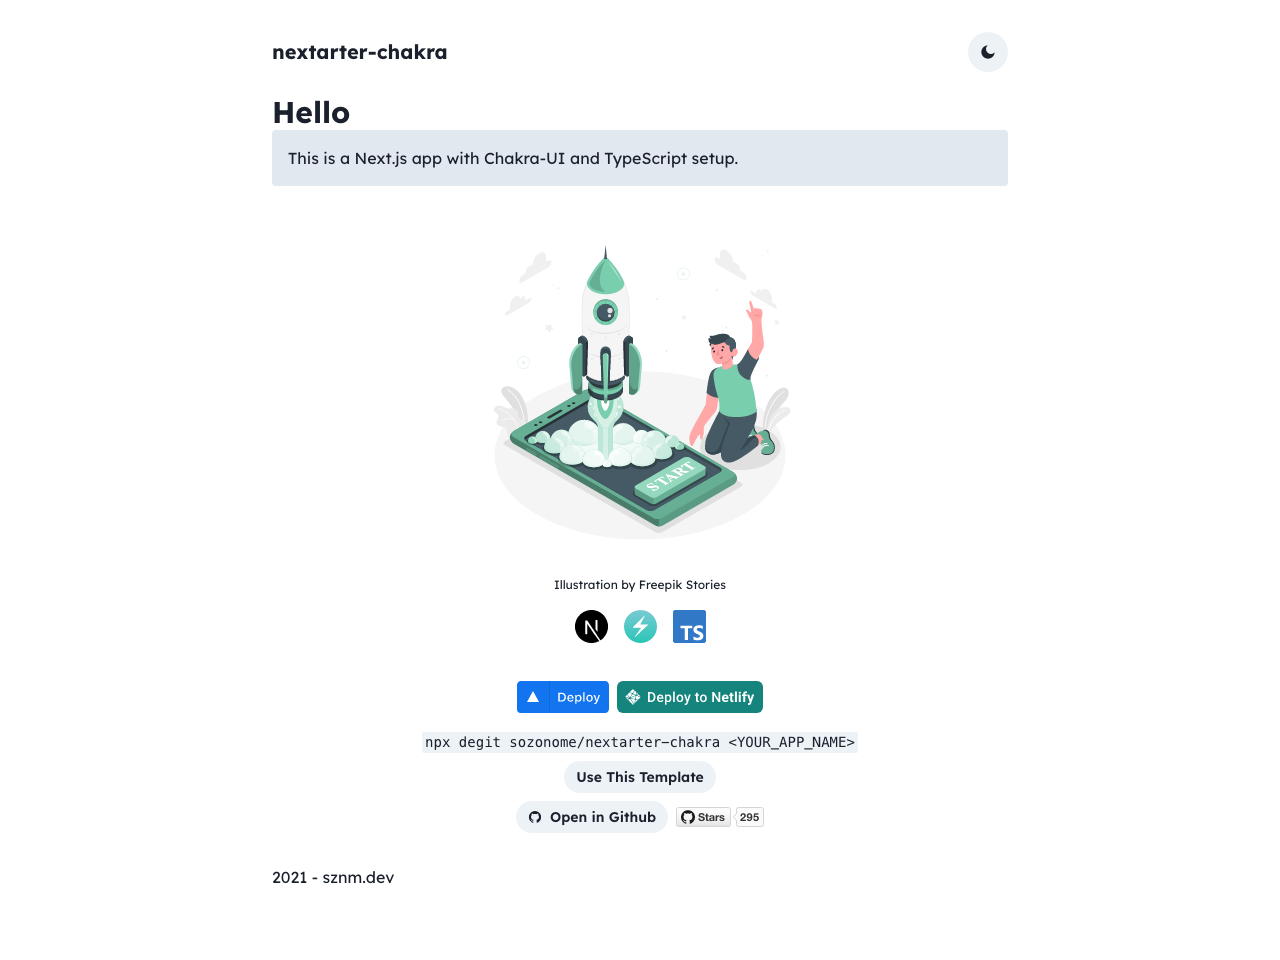 nextarter-chakra
Hello
This is a Next.js app with Chakra-UI and TypeScript setup.
START
Illustration by Freepik Stories
N
TS
Deploy
Deploy to Netlify
npx degit sozonome/nextarter-chakra <YOUR_APP_NAME>
Use This Template
Open in Github
Stars 295
2021 - sznm.dev